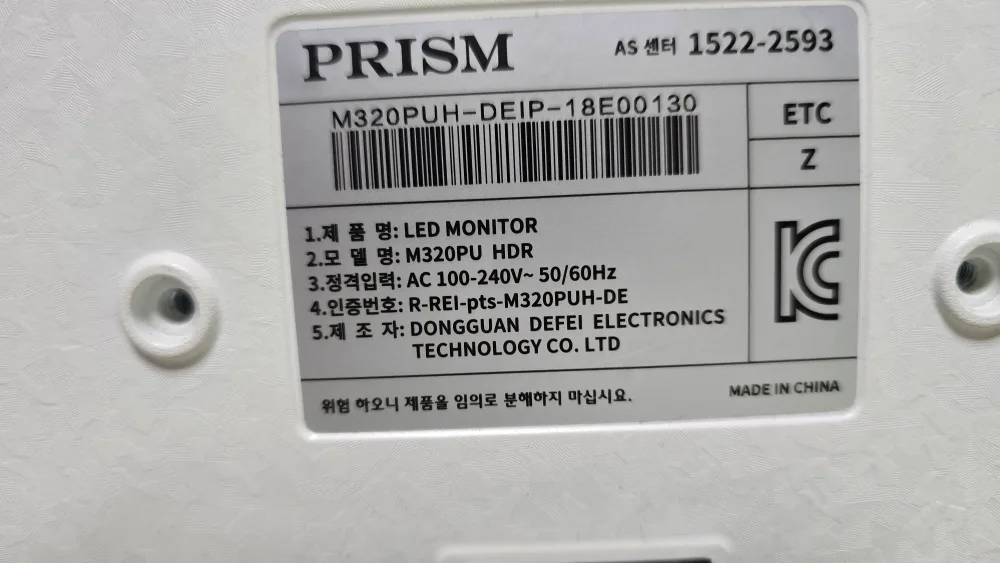 PRISM
AS 센터 1522-2593
M320PUH-DEIP-18E00130
ETC
Z
1.제 품 명: LED MONITOR
2.모 델 명: M320PU HDR
3.정격입력: AC 100-240V~ 50/60Hz
4.인증번호: R-REI-pts-M320PUH-DE
5.제 조 자: DONGGUAN DEFEI ELECTRONICS
TECHNOLOGY CO. LTD
위험 하오니 제품을 임의로 분해하지 마십시요.
MADE IN CHINA